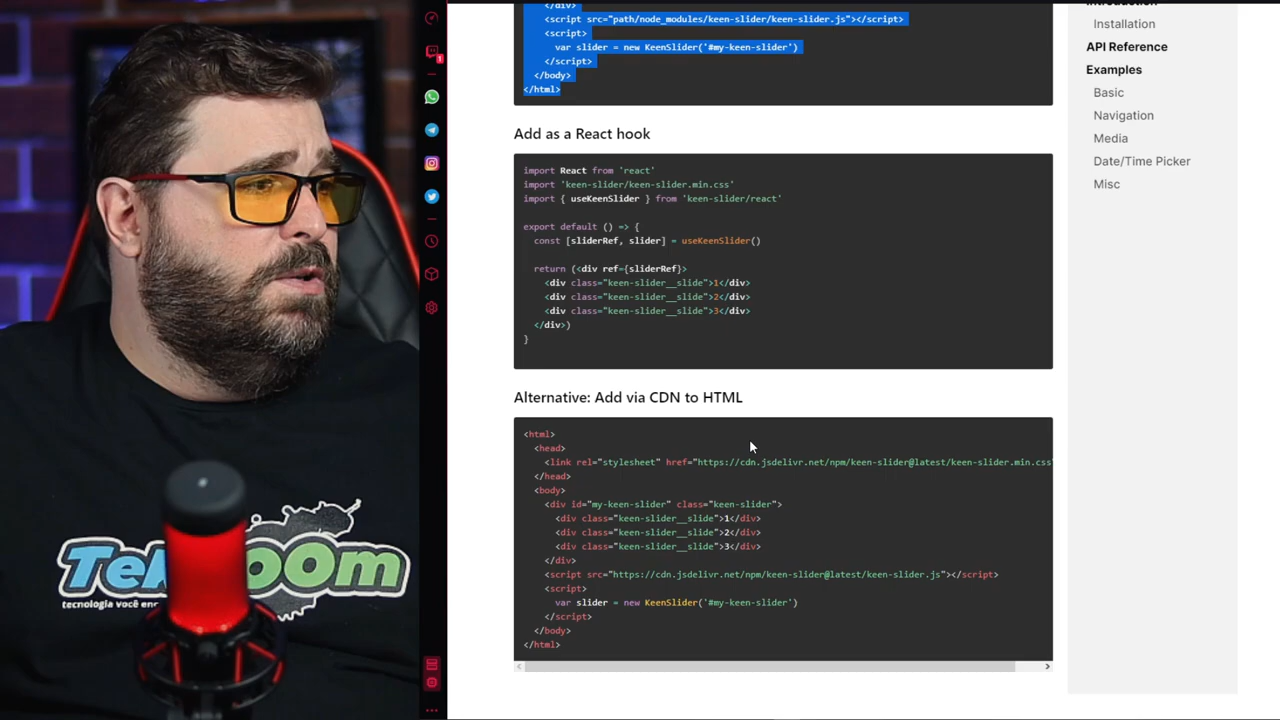 </div>
<script src="path/node_modules/keen-slider/keen-slider.js"></script>
<script>
var slider = new KeenSlider('#my-keen-slider')
</script>
</body>
</html>
Add as a React hook
import React from 'react'
import 'keen-slider/keen-slider.min.css'
import { useKeenSlider } from 'keen-slider/react'
export default () => {
const [sliderRef, slider] = useKeenSlider()
return (<div ref={sliderRef}>
<div class="keen-slider__slide">1</div>
<div class="keen-slider__slide">2</div>
<div class="keen-slider__slide">3</div>
</div>)
}
Alternative: Add via CDN to HTML
<html>
<head>
<link rel="stylesheet" href="https://cdn.jsdelivr.net/npm/keen-slider@latest/keen-slider.min.css"
</head>
<body>
<div id="my-keen-slider" class="keen-slider">
<div class="keen-slider__slide">1</div>
<div class="keen-slider__slide">2</div>
<div class="keen-slider__slide">3</div>
</div>
<script src="https://cdn.jsdelivr.net/npm/keen-slider@latest/keen-slider.js"></script>
<script>
var slider = new KeenSlider('#my-keen-slider')
</script>
</body>
</html>
Introduction
Installation
API Reference
Examples
Basic
Navigation
Media
Date/Time Picker
Misc
1
tecnologia você